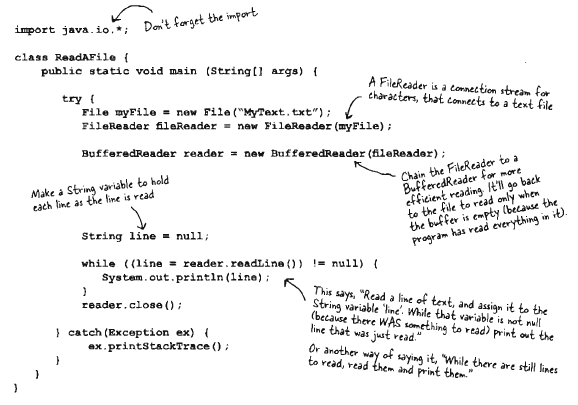 import java.io.*;
Don't forget the import
class ReadAFile {
public static void main (String[] args) {
try {
File myFile = new File("MyText.txt");
FileReader fileReader = new FileReader(myFile);
A FileReader is a connection stream for
characters, that connects to a text file
BufferedReader reader = new BufferedReader(fileReader);
Chain the FileReader to a
BufferedReader for more
efficient reading. It'll go back
to the file to read only when
the buffer is empty (because the
program has read everything in it).
Make a String variable to hold
each line as the line is read
String line = null;
while ((line = reader.readLine()) != null) {
System.out.println(line);
}
reader.close();
This says, "Read a line of text, and assign it to the
String variable 'line'. While that variable is not null
(because there WAS something to read) print out the
line that was just read."
Or another way of saying it, "While there are still lines
to read, read them and print them."
} catch(Exception ex) {
ex.printStackTrace();
}
}
}